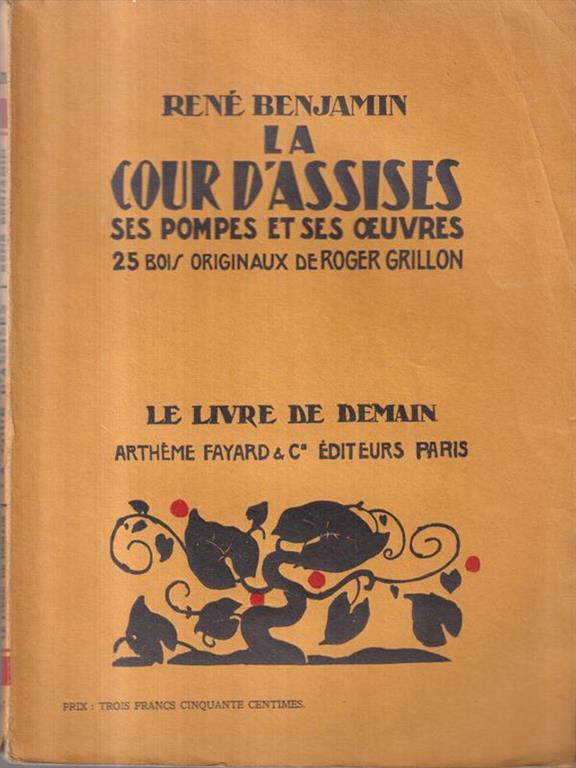 RENÉ BENJAMIN
LA
COUR D'ASSISES
SES POMPES ET SES ŒUVRES
25 BOIS ORIGINAUX DE ROGER GRILLON
LE LIVRE DE DEMAIN
ARTHÈME FAYARD & Cie ÉDITEURS PARIS
PRIX : TROIS FRANCS CINQUANTE CENTIMES.